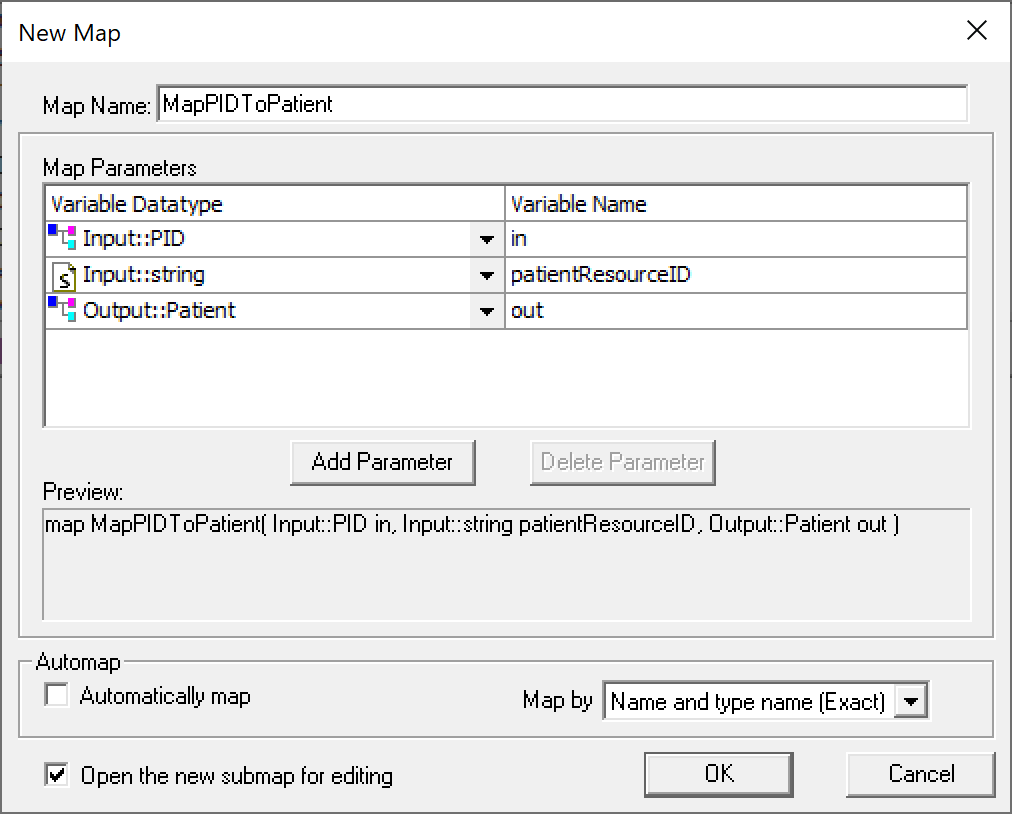 New Map
Map Name: MapPIDToPatient
Map Parameters
Variable Datatype Variable Name
Input::PID in
Input::string patientResourceID
Output::Patient out
Add Parameter Delete Parameter
Preview:
map MapPIDToPatient( Input::PID in, Input::string patientResourceID, Output::Patient out )
Automap
Automatically map Map by Name and type name (Exact)
Open the new submap for editing OK Cancel